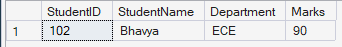 StudentID StudentName Department Marks
1 102 Bhavya ECE 90